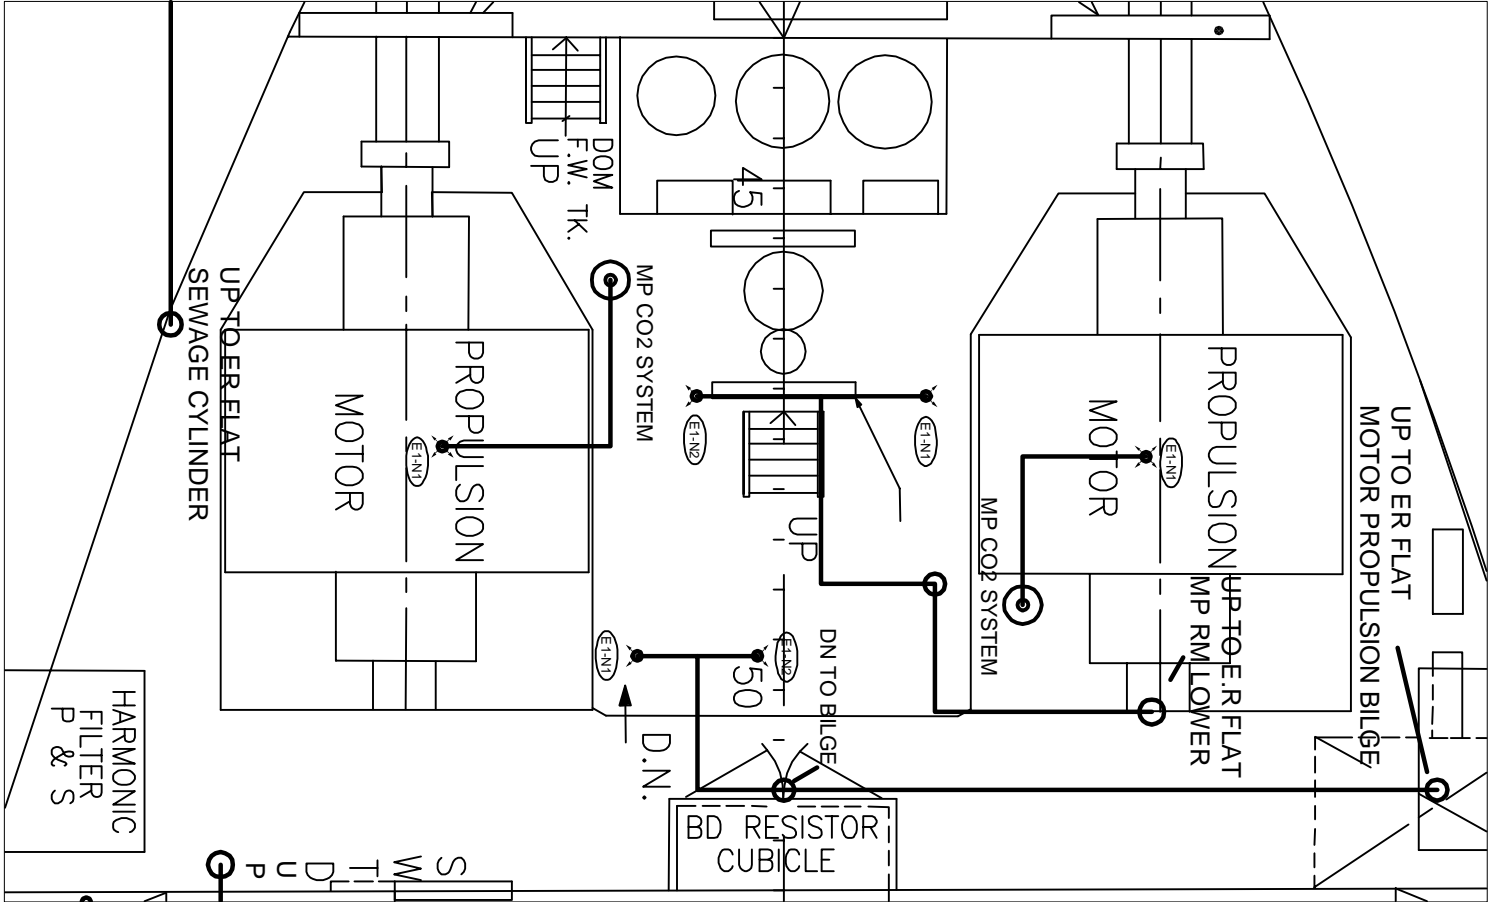 DOM
F.W. TK.
UP
45
UP TO ER FLAT
SEWAGE CYLINDER
MP CO2 SYSTEM
PROPULSION
MOTOR
E1-N1
E1-N2
E1-N1
UP
PROPULSION
MOTOR
E1-N1
MP CO2 SYSTEM
UP TO ER FLAT
MOTOR PROPULSION BILGE
UP TO E.R FLAT
MP RM LOWER
E1-N1
E1-N2
50
DN TO BILGE
D.N.
HARMONIC
FILTER
P & S
BD RESISTOR
CUBICLE
SWTD
UP